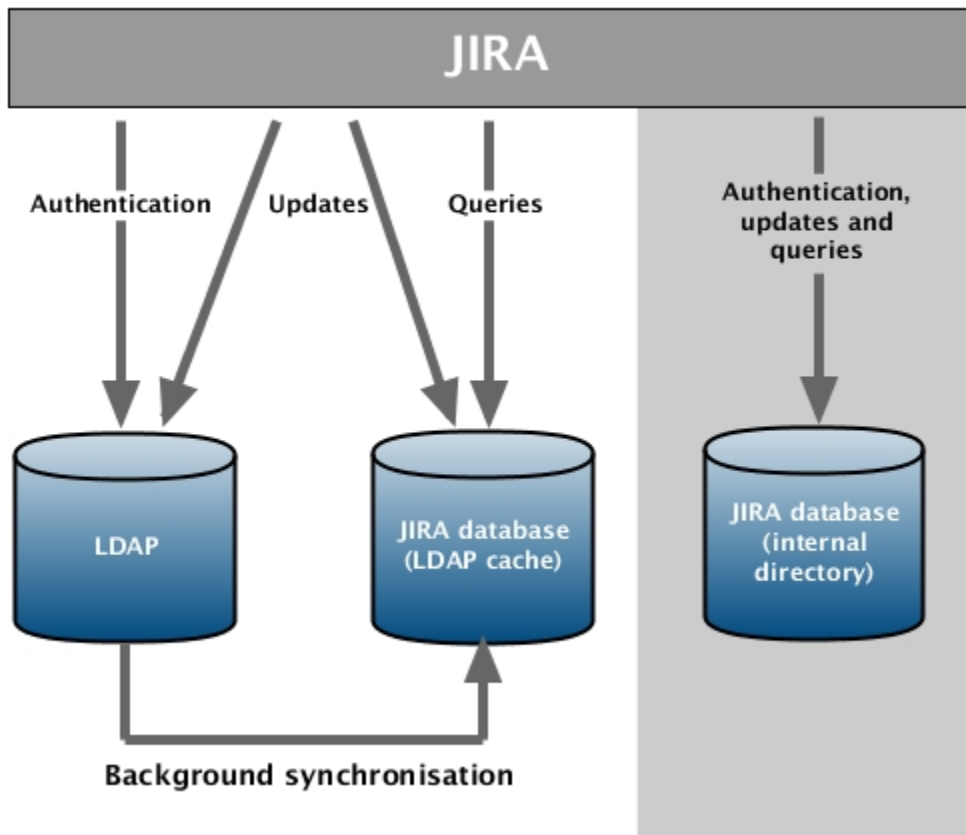 JIRA
Authentication
Updates
Queries
Authentication,
updates and
queries
LDAP
JIRA database
(LDAP cache)
JIRA database
(internal
directory)
Background synchronisation